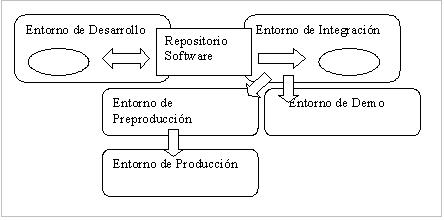 Entorno de Desarrollo
Repositorio
Software
Entorno de Integración
Entorno de
Preproducción
Entorno de Demo
Entorno de Producción